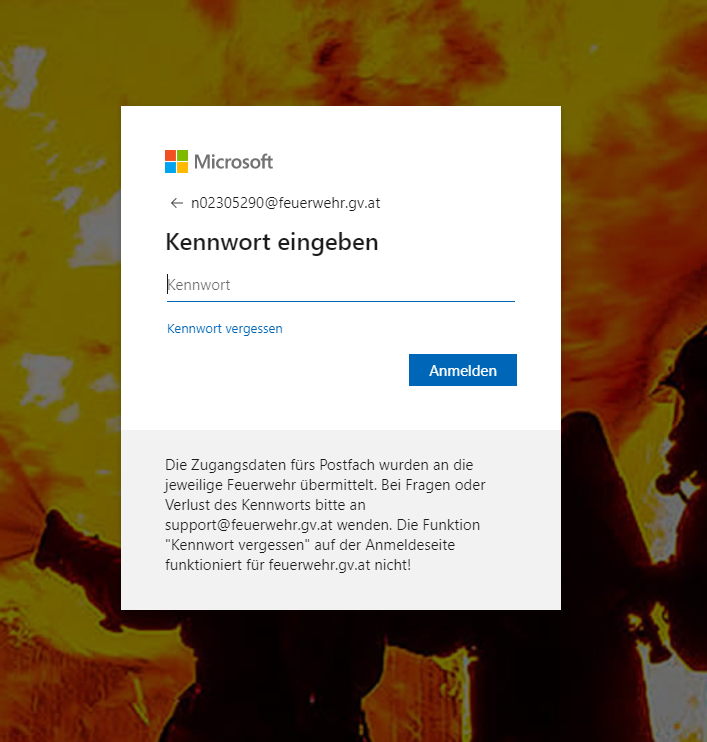 Microsoft
n02305290@feuerwehr.gv.at
Kennwort eingeben
Kennwort
Kennwort vergessen
Anmelden
Die Zugangsdaten fürs Postfach wurden an die
jeweilige Feuerwehr übermittelt. Bei Fragen oder
Verlust des Kennworts bitte an
support@feuerwehr.gv.at wenden. Die Funktion
"Kennwort vergessen" auf der Anmeldeseite
funktioniert für feuerwehr.gv.at nicht!